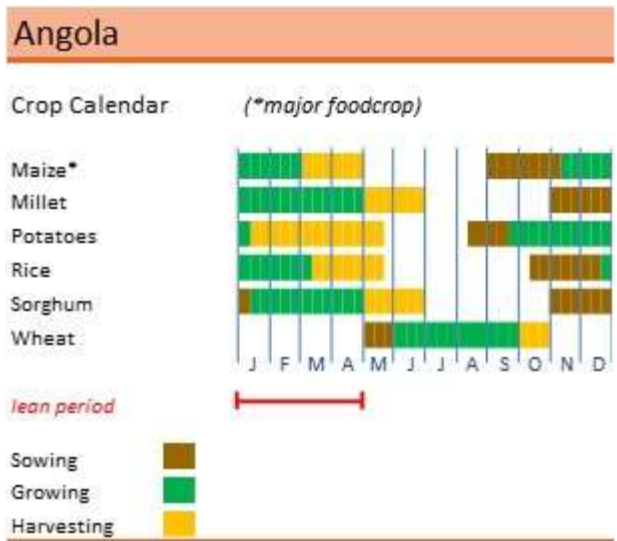 Angola
Crop Calendar (*major foodcrop)
Maize*
Millet
Potatoes
Rice
Sorghum
Wheat
J F M A M J J A S O N D
lean period
Sowing
Growing
Harvesting